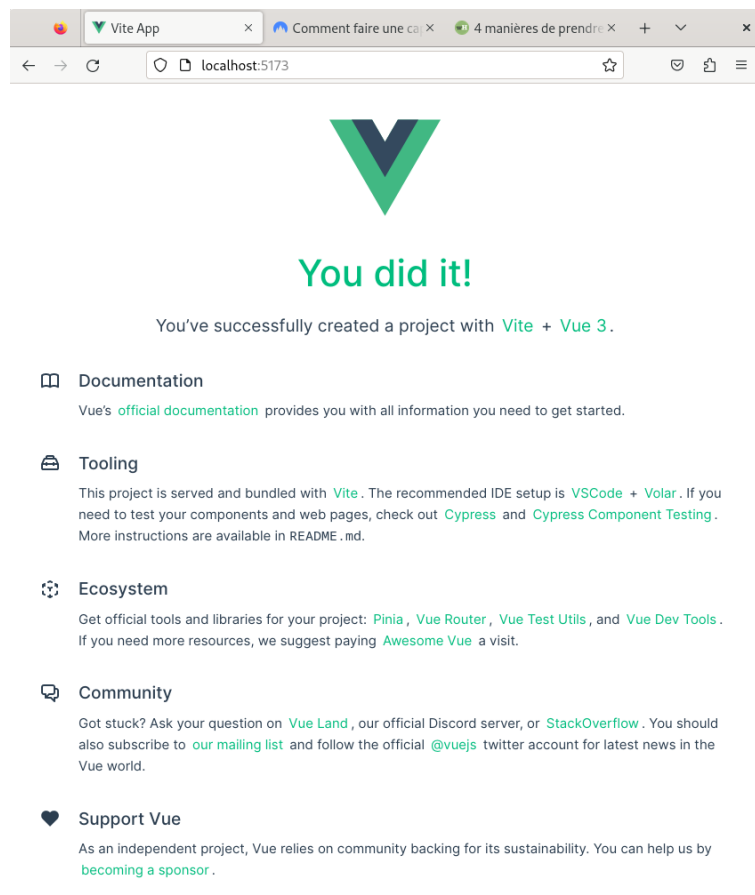 Vite App
Comment faire une ca
4 manières de prendre
localhost:5173
You did it!
You've successfully created a project with Vite + Vue 3.
Documentation
Vue's official documentation provides you with all information you need to get started.
Tooling
This project is served and bundled with Vite. The recommended IDE setup is VSCode + Volar. If you
need to test your components and web pages, check out Cypress and Cypress Component Testing.
More instructions are available in README.md.
Ecosystem
Get official tools and libraries for your project: Pinia, Vue Router, Vue Test Utils, and Vue Dev Tools.
If you need more resources, we suggest paying Awesome Vue a visit.
Community
Got stuck? Ask your question on Vue Land, our official Discord server, or StackOverflow. You should
also subscribe to our mailing list and follow the official @vuejs twitter account for latest news in the
Vue world.
Support Vue
As an independent project, Vue relies on community backing for its sustainability. You can help us by
becoming a sponsor.